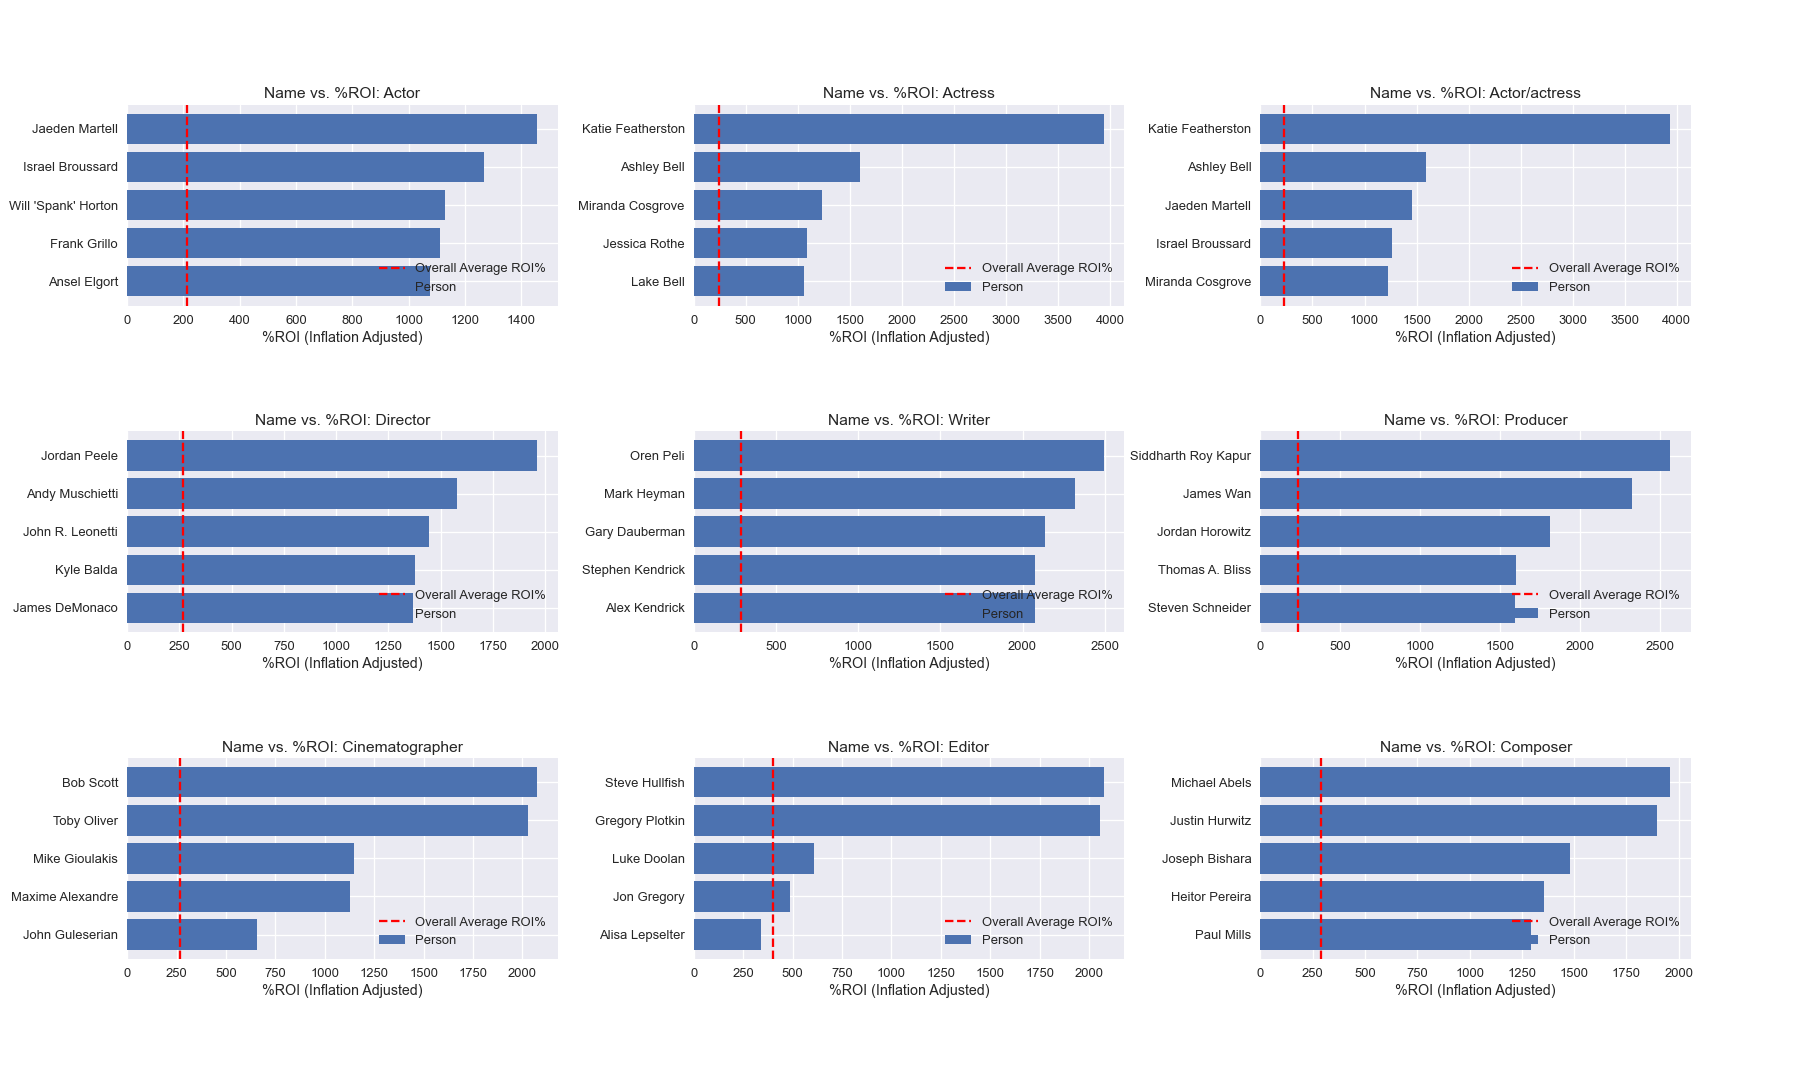 Name vs. %ROI: Actor
Jaeden Martell
Israel Broussard
Will 'Spank' Horton
Frank Grillo
Ansel Elgort
Overall Average ROI%
Person
0 200 400 600 800 1000 1200 1400
%ROI (Inflation Adjusted)
Name vs. %ROI: Actress
Katie Featherston
Ashley Bell
Miranda Cosgrove
Jessica Rothe
Lake Bell
Overall Average ROI%
Person
0 500 1000 1500 2000 2500 3000 3500 4000
%ROI (Inflation Adjusted)
Name vs. %ROI: Actor/actress
Katie Featherston
Ashley Bell
Jaeden Martell
Israel Broussard
Miranda Cosgrove
Overall Average ROI%
Person
0 500 1000 1500 2000 2500 3000 3500 4000
%ROI (Inflation Adjusted)
Name vs. %ROI: Director
Jordan Peele
Andy Muschietti
John R. Leonetti
Kyle Balda
James DeMonaco
Overall Average ROI%
Person
0 250 500 750 1000 1250 1500 1750 2000
%ROI (Inflation Adjusted)
Name vs. %ROI: Writer
Oren Peli
Mark Heyman
Gary Dauberman
Stephen Kendrick
Alex Kendrick
Overall Average ROI%
Person
0 500 1000 1500 2000 2500
%ROI (Inflation Adjusted)
Name vs. %ROI: Producer
Siddharth Roy Kapur
James Wan
Jordan Horowitz
Thomas A. Bliss
Steven Schneider
Overall Average ROI%
Person
0 500 1000 1500 2000 2500
%ROI (Inflation Adjusted)
Name vs. %ROI: Cinematographer
Bob Scott
Toby Oliver
Mike Gioulakis
Maxime Alexandre
John Guleserian
Overall Average ROI%
Person
0 250 500 750 1000 1250 1500 1750 2000
%ROI (Inflation Adjusted)
Name vs. %ROI: Editor
Steve Hullfish
Gregory Plotkin
Luke Doolan
Jon Gregory
Alisa Lepselter
Overall Average ROI%
Person
0 250 500 750 1000 1250 1500 1750 2000
%ROI (Inflation Adjusted)
Name vs. %ROI: Composer
Michael Abels
Justin Hurwitz
Joseph Bishara
Heitor Pereira
Paul Mills
Overall Average ROI%
Person
0 250 500 750 1000 1250 1500 1750 2000
%ROI (Inflation Adjusted)